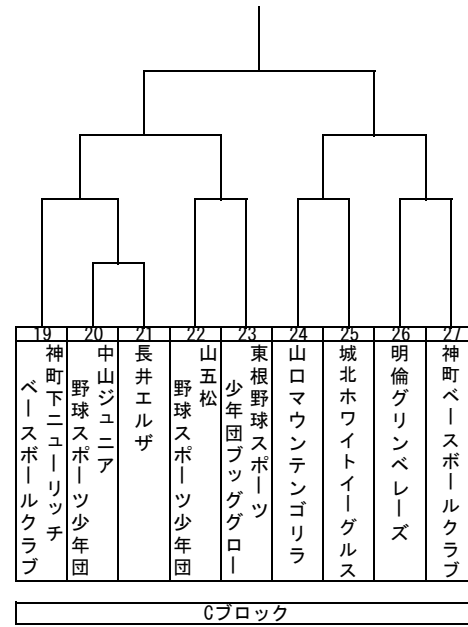 19
神町下ニューリッチ
ベースボールクラブ
20
中山ジュニア
野球スポーツ少年団
21
長井エルザ
22
山五松
野球スポーツ少年団
23
東根野球スポーツ
少年団ブッググロー
24
山口マウンテンゴリラ
25
城北ホワイトイーグルス
26
明倫グリンベレーズ
27
神町ベースボールクラブ
Cブロック